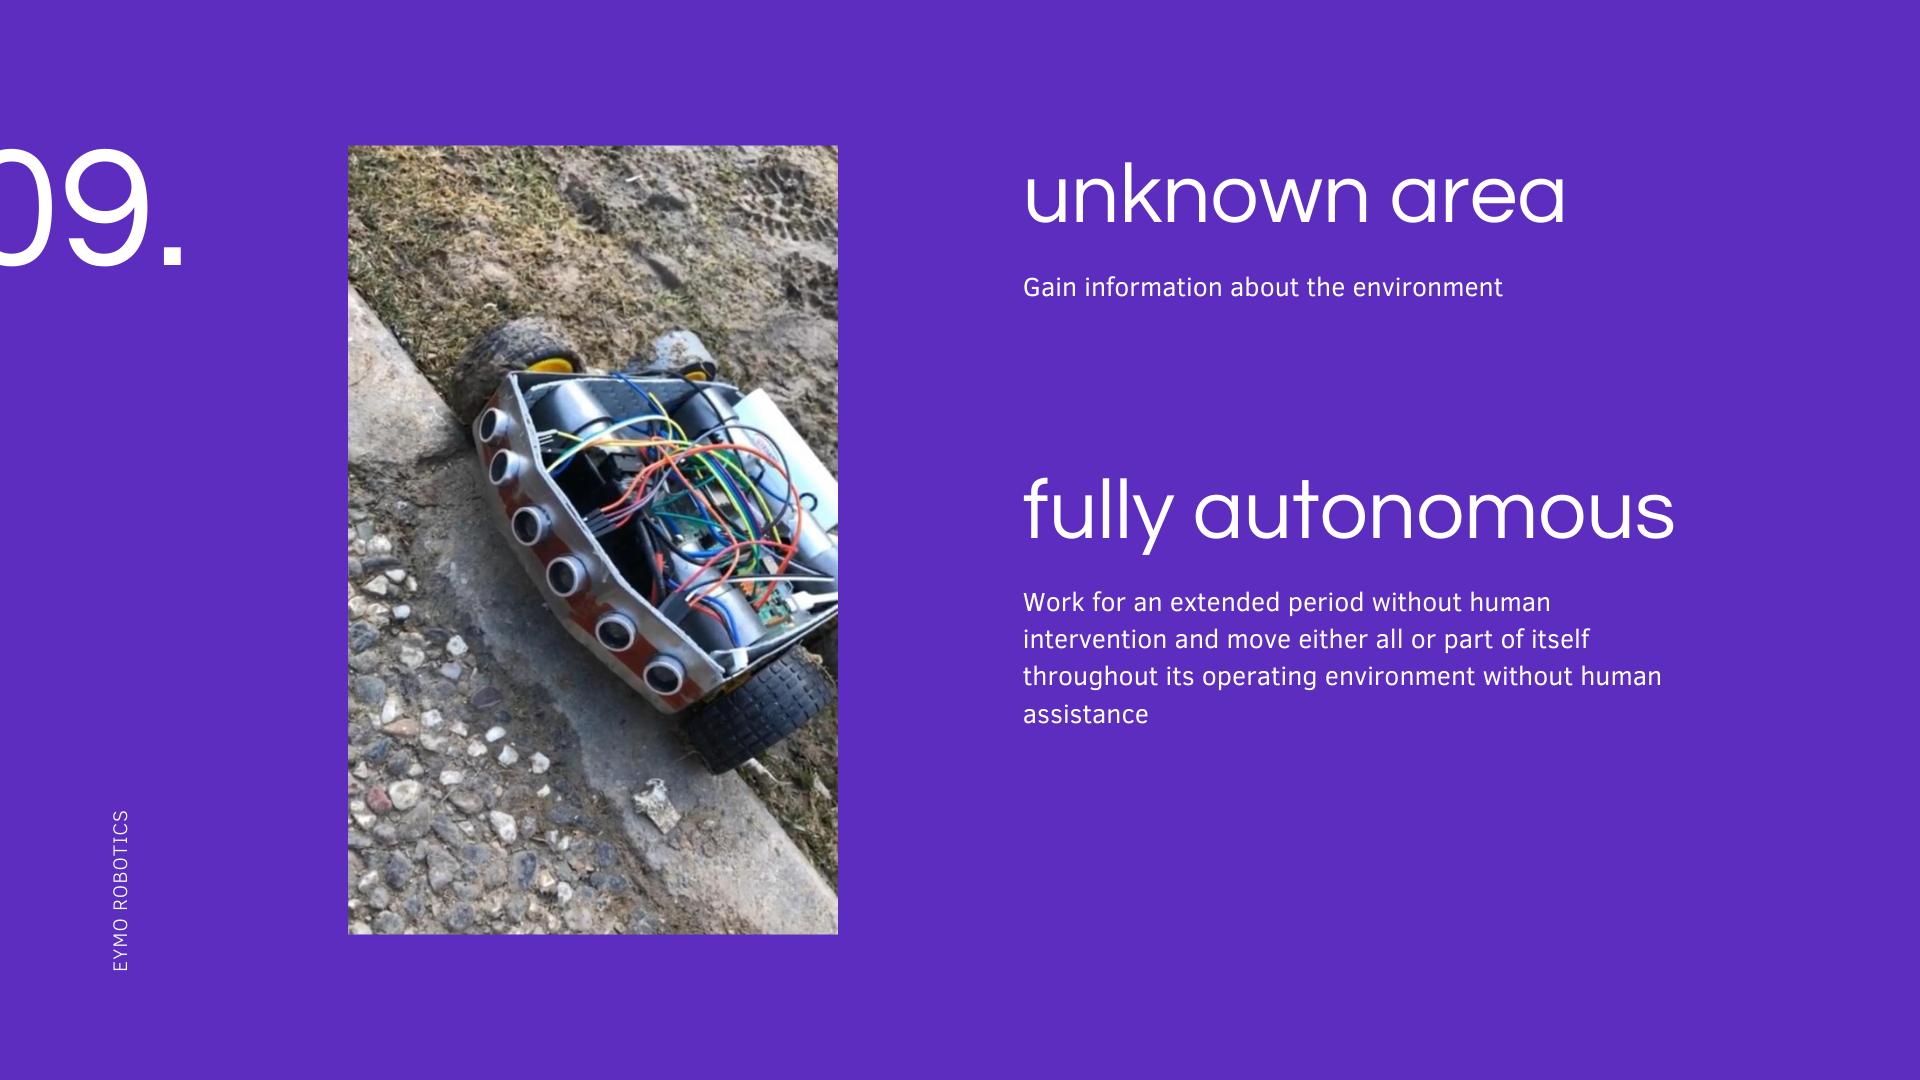 09.
unknown area
Gain information about the environment
fully autonomous
Work for an extended period without human
intervention and move either all or part of itself
throughout its operating environment without human
assistance
EYMO ROBOTICS